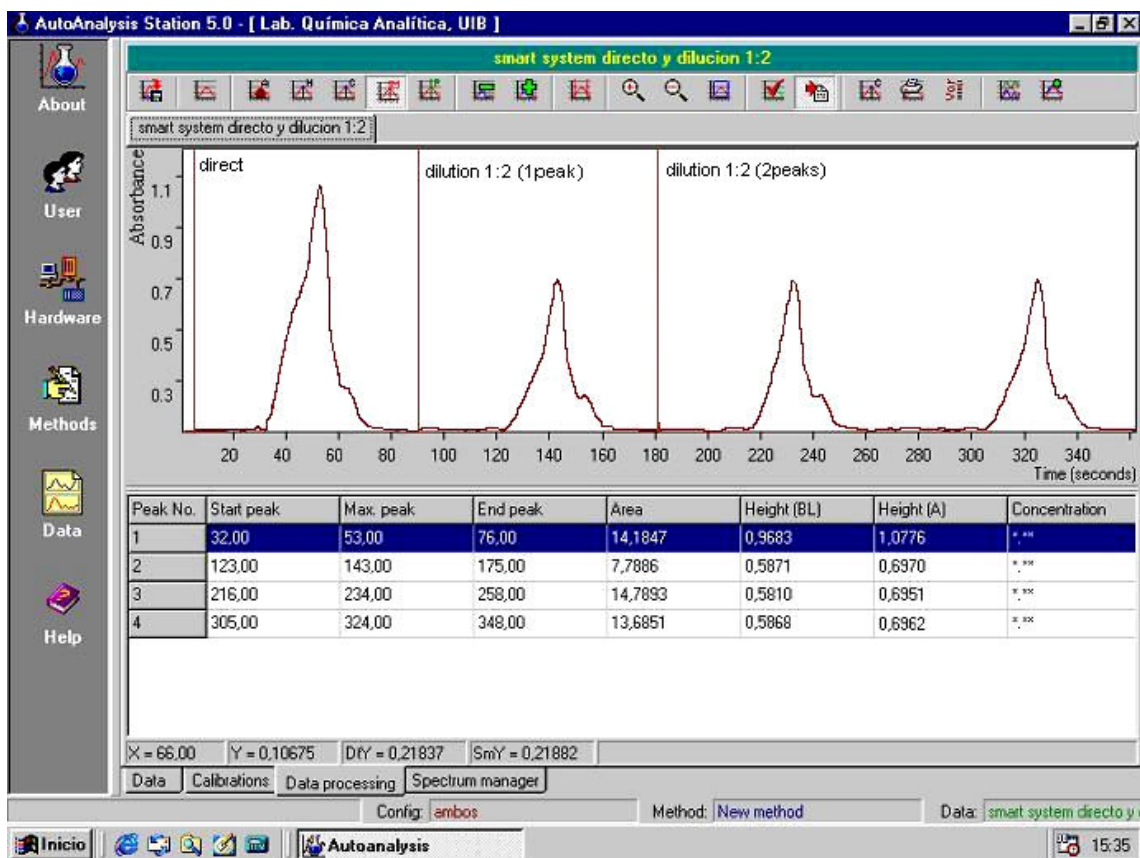 AutoAnalysis Station 5.0 - [ Lab. Química Analítica, UIB ]
About
User
Hardware
Methods
Data
Help
smart system directo y dilucion 1:2
smart system directo y dilucion 1:2
direct
dilution 1:2 (1peak)
dilution 1:2 (2peaks)
Absorbance
1.1
0.9
0.7
0.5
0.3
20 40 60 80 100 120 140 160 180 200 220 240 260 280 300 320 340
Time (seconds)
Peak No. Start peak Max. peak End peak Area Height (BL) Height (A) Concentration
1 32,00 53,00 76,00 14,1847 0,9683 1,0776 *.**
2 123,00 143,00 175,00 7,7886 0,5871 0,6970 *.**
3 216,00 234,00 258,00 14,7893 0,5810 0,6951 *.**
4 305,00 324,00 348,00 13,6851 0,5868 0,6962 *.**
X = 66,00 Y = 0,10675 DfY = 0,21837 SmY = 0,21882
Data Calibrations Data processing Spectrum manager
Config: ambos Method: New method Data: smart system directo y
Inicio Autoanalysis 15:35